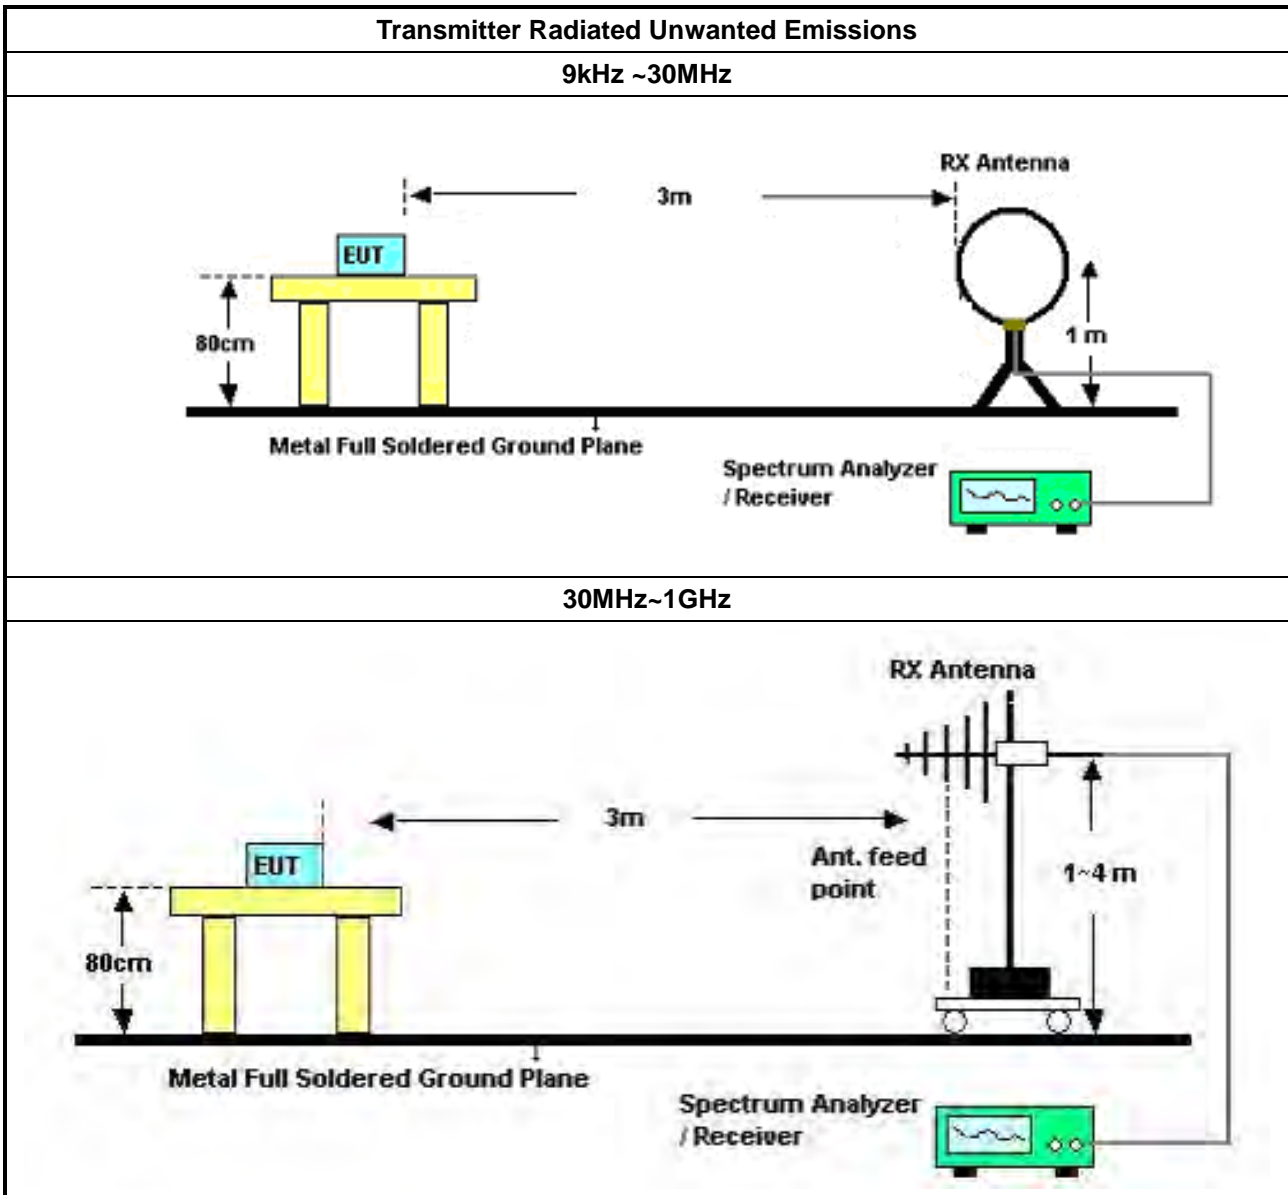 Transmitter Radiated Unwanted Emissions
9kHz ~30MHz
RX Antenna
3m
EUT
80cm
1 m
Metal Full Soldered Ground Plane
Spectrum Analyzer
/ Receiver
30MHz~1GHz
RX Antenna
3m
EUT
Ant. feed
point
1~4 m
80cm
Metal Full Soldered Ground Plane
Spectrum Analyzer
/ Receiver